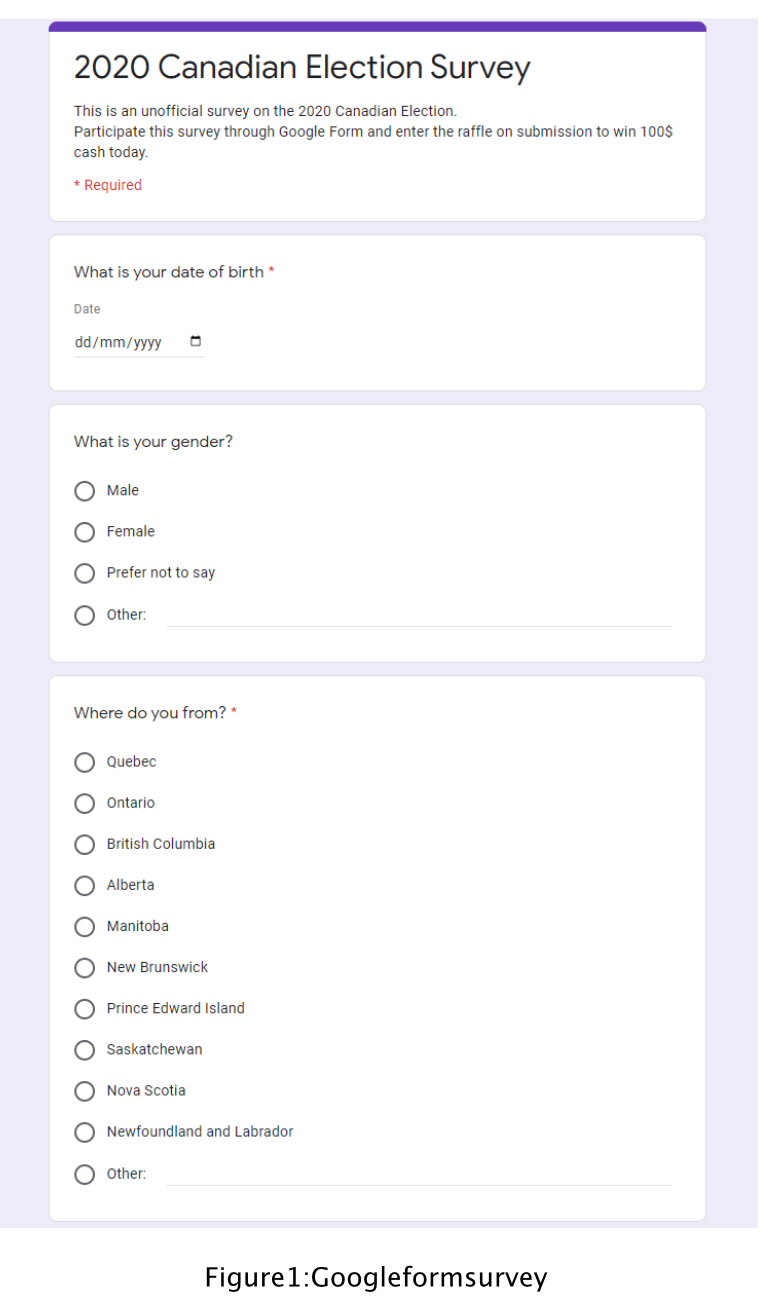 2020 Canadian Election Survey
This is an unofficial survey on the 2020 Canadian Election.
Participate this survey through Google Form and enter the raffle on submission to win 100$
cash today.
* Required
What is your date of birth *
Date
dd/mm/yyyy
What is your gender?
Male
Female
Prefer not to say
Other:
Where do you from? *
Quebec
Ontario
British Columbia
Alberta
Manitoba
New Brunswick
Prince Edward Island
Saskatchewan
Nova Scotia
Newfoundland and Labrador
Other:
Figure1:Googleformsurvey